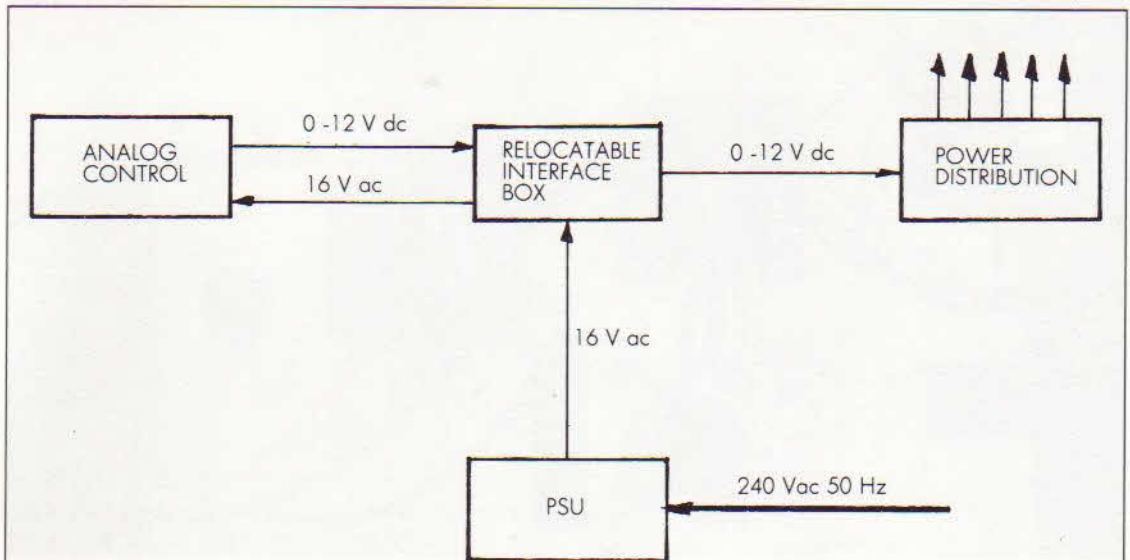 0 -12 V dc
ANALOG
CONTROL
16 V ac
RELOCATABLE
INTERFACE
BOX
0 -12 V dc
POWER
DISTRIBUTION
16 V ac
PSU
240 Vac 50 Hz